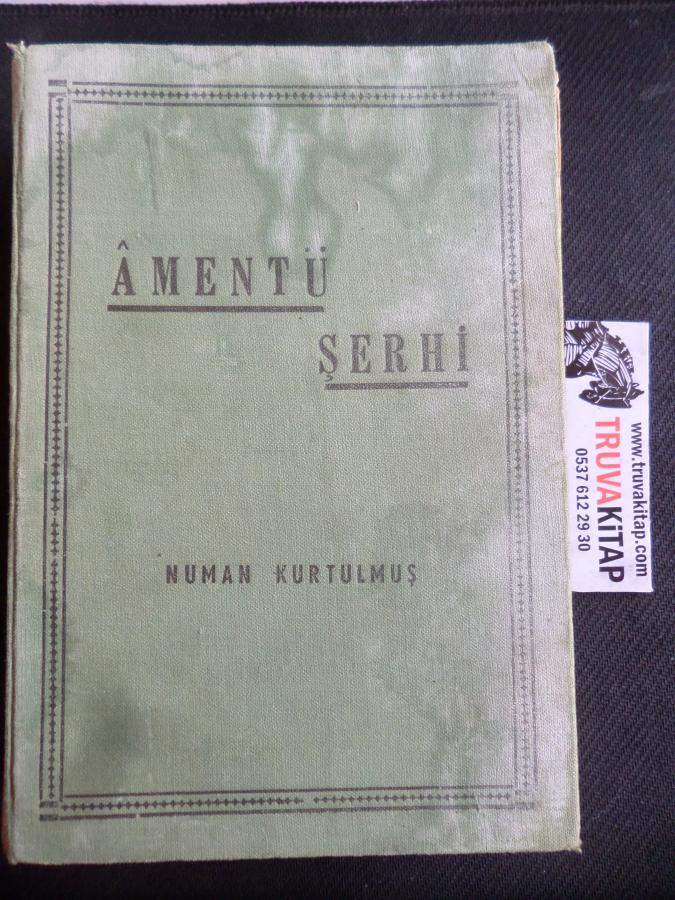 ÂMENTÜ
ŞERHİ
NUMAN KURTULMUŞ
www.truvakitap.com
TRUVAKİTAP
0537 612 29 30